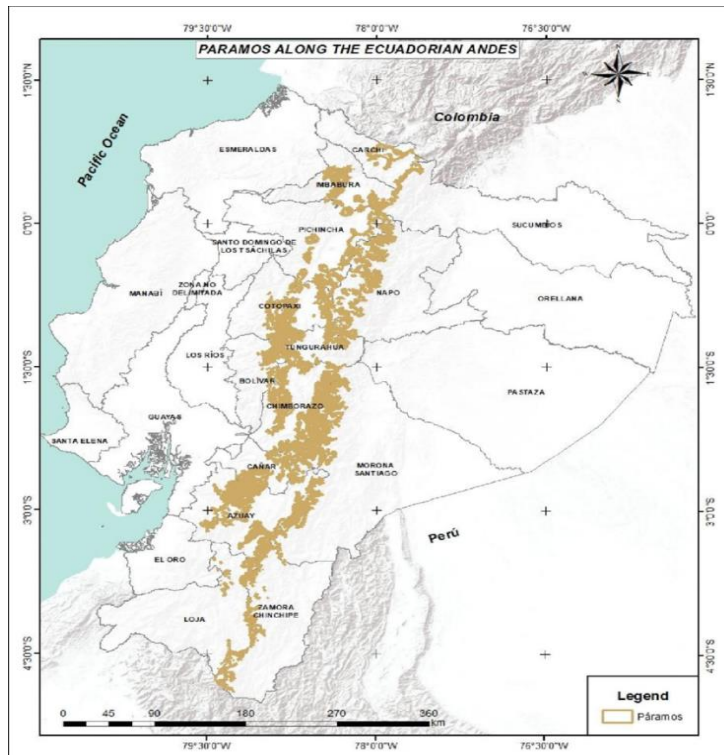 79°30'0"W
78°0'0"W
76°30'0"W
PARAMOS ALONG THE ECUADORIAN ANDES
N
S
1°30'0"N
1°30'0"N
Pacific Ocean
Colombia
ESMERALDAS
CARCHI
IMBABURA
0°0'0"
0°0'0"
PICHINCHA
SUCUMBÍOS
SANTO DOMINGO DE
LOS TSÁCHILAS
MANABÍ
ZONA NO
DELIMITADA
COTOPAXI
NAPO
ORELLANA
1°30'0"S
1°30'0"S
LOS RÍOS
TUNGURAHUA
BOLÍVAR
PASTAZA
CHIMBORAZO
GUAYAS
SANTA ELENA
CAÑAR
MORONA
SANTIAGO
3°0'0"S
3°0'0"S
AZUAY
Perú
EL ORO
ZAMORA
CHINCHIPE
LOJA
4°30'0"S
4°30'0"S
Legend
Páramos
0 45 90 180 270 360
km
79°30'0"W
78°0'0"W
76°30'0"W